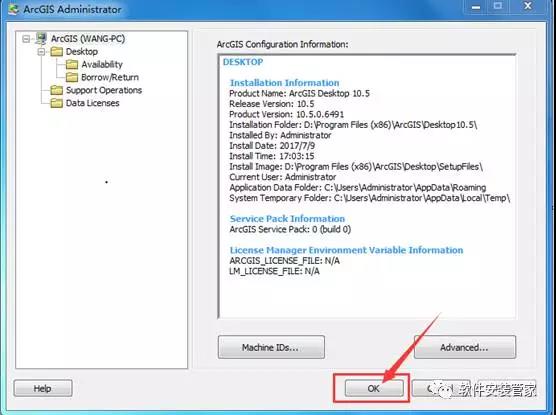 ArcGIS Administrator
ArcGIS (WANG-PC)
Desktop
Availability
Borrow/Return
Support Operations
Data Licenses
ArcGIS Configuration Information:
DESKTOP
Installation Information
Product Name: ArcGIS Desktop 10.5
Release Version: 10.5
Product Version: 10.5.0.6491
Installation Folder: D:\Program Files (x86)\ArcGIS\Desktop10.5\
Installed By: Administrator
Install Date: 2017/7/9
Install Time: 17:03:15
Install Image: D:\Program Files (x86)\ArcGIS\Desktop\SetupFiles\
Current User: Administrator
Application Data Folder: C:\Users\Administrator\AppData\Roaming
System Temporary Folder: C:\Users\Administrator\AppData\Local\Temp\
Service Pack Information
ArcGIS Service Pack: 0 (build 0)
License Manager Environment Variable Information
ARCGIS_LICENSE_FILE: N/A
LM_LICENSE_FILE: N/A
Machine IDs...
Advanced...
Help
OK
软件安装管家